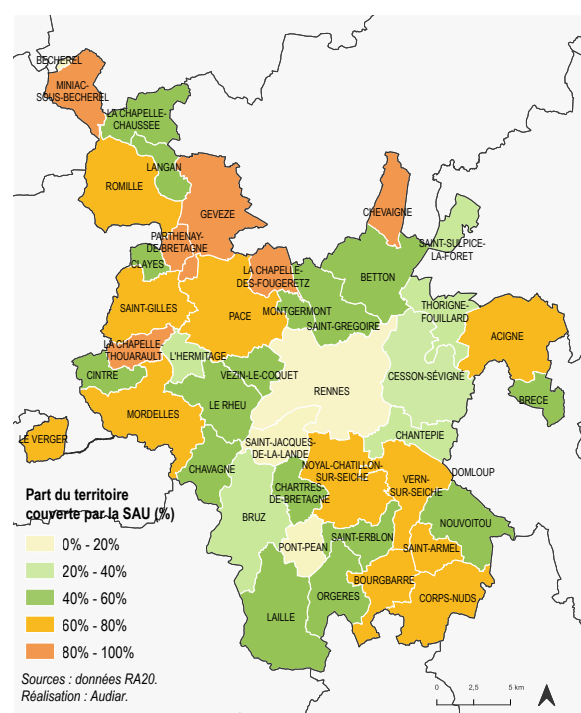 BECHEREL
MINIAC-
SOUS-BECHEREL
LA CHAPELLE-
CHAUSSEE
LANGAN
ROMILLE
GEVEZE
CHEVAIGNE
PARTHENAY-
DE-BRETAGNE
SAINT-SULPICE-
LA-FORET
CLAYES
LA CHAPELLE-
DES-FOUGERETZ
BETTON
SAINT-GILLES
PACE
MONTGERMONT
THORIGNE-
FOUILLARD
SAINT-GREGOIRE
ACIGNE
LA CHAPELLE-
THOUARAULT
L'HERMITAGE
CINTRE
VEZIN-LE-COQUET
CESSON-SÉVIGNE
RENNES
BRECE
MORDELLES
LE RHEU
LE VERGER
CHANTEPIE
SAINT-JACQUES-
DE-LA-LANDE
NOYAL-CHATILLON-
SUR-SEICHE
CHAVAGNE
VERN-
SUR-SEICHE
DOMLOUP
CHARTRES-
DE-BRETAGNE
BRUZ
NOUVOITOU
SAINT-ERBLON
PONT-PEAN
SAINT-ARMEL
BOURGBARRE
ORGERES
CORPS-NUDS
LAILLE
Part du territoire
couverte par la SAU (%)
0% - 20%
20% - 40%
40% - 60%
60% - 80%
80% - 100%
Sources : données RA20.
Réalisation : Audiar.
0 2,5 5 km